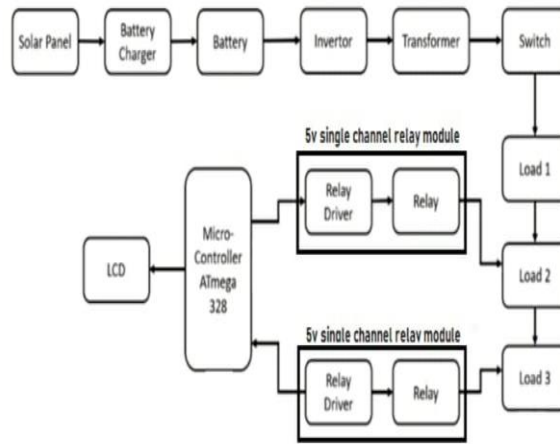 Solar Panel
Battery
Charger
Battery
Invertor
Transformer
Switch
5v single channel relay module
Relay
Driver
Relay
Load 1
Micro-
Controller
ATmega
328
LCD
Load 2
5v single channel relay module
Relay
Driver
Relay
Load 3